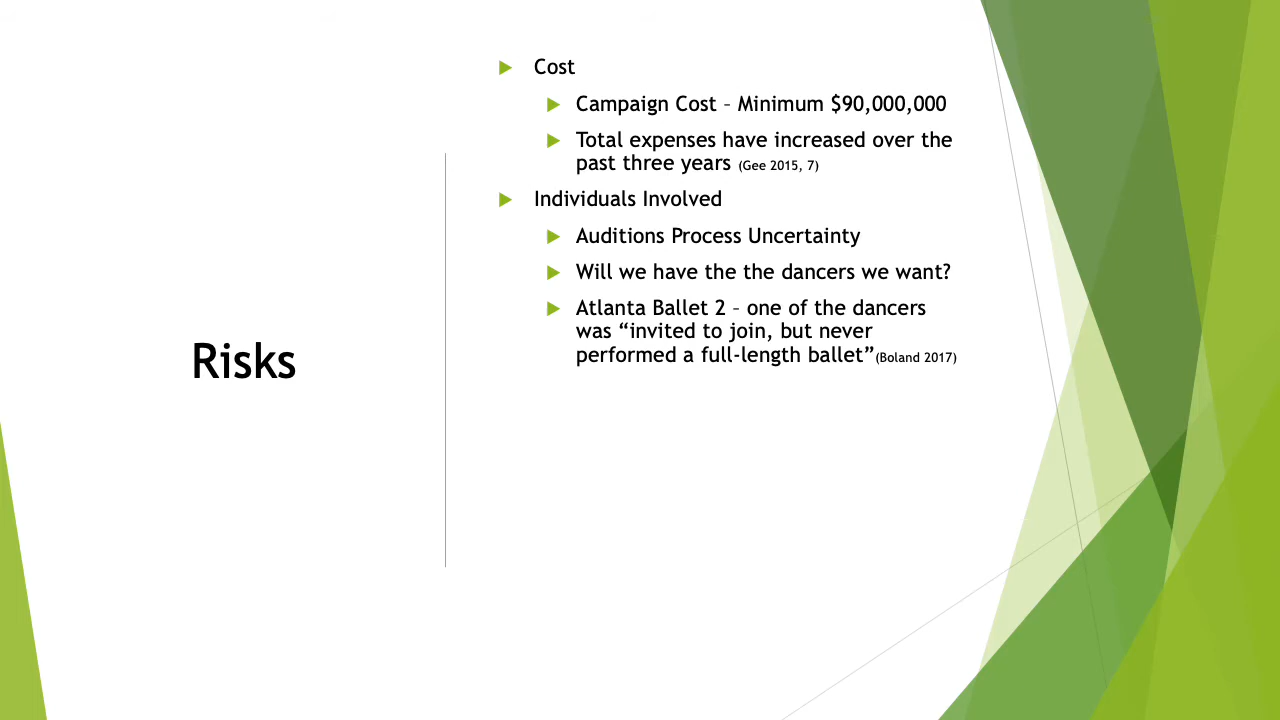 Risks
Cost
Campaign Cost – Minimum $90,000,000
Total expenses have increased over the
past three years (Gee 2015, 7)
Individuals Involved
Auditions Process Uncertainty
Will we have the the dancers we want?
Atlanta Ballet 2 – one of the dancers
was “invited to join, but never
performed a full-length ballet”(Boland 2017)